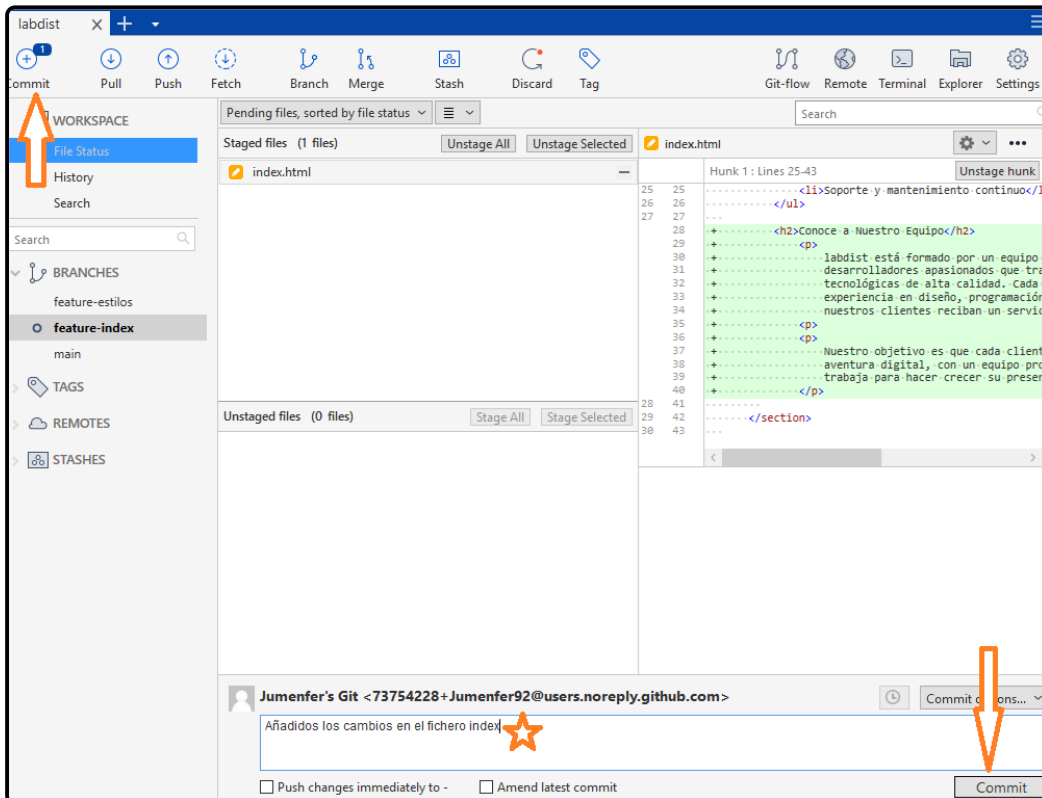 labdist
1
Commit Pull Push Fetch Branch Merge Stash Discard Tag Git-flow Remote Terminal Explorer Settings
WORKSPACE
File Status
History
Search
Search
BRANCHES
feature-estilos
feature-index
main
TAGS
REMOTES
STASHES
Pending files, sorted by file status
Search
Staged files (1 files) Unstage All Unstage Selected
index.html
Unstaged files (0 files) Stage All Stage Selected
index.html
Hunk 1 : Lines 25-43 Unstage hunk
25 25 <li>Soporte y mantenimiento continuo</l
26 26 </ul>
27 27
28 + <h2>Conoce a Nuestro Equipo</h2>
29 + <p>
30 + labdist está formado por un equipo
31 + desarrolladores apasionados que tra
32 + tecnológicas de alta calidad. Cada
33 + experiencia en diseño, programación
34 + nuestros clientes reciban un servic
35 + <p>
36 + <p>
37 + Nuestro objetivo es que cada client
38 + aventura digital, con un equipo pro
39 + trabaja para hacer crecer su presen
40 + </p>
28 41
29 42 </section>
30 43
Jumenfer's Git <73754228+Jumenfer92@users.noreply.github.com>
Commit ons...
Añadidos los cambios en el fichero index
Push changes immediately to - Amend latest commit Commit